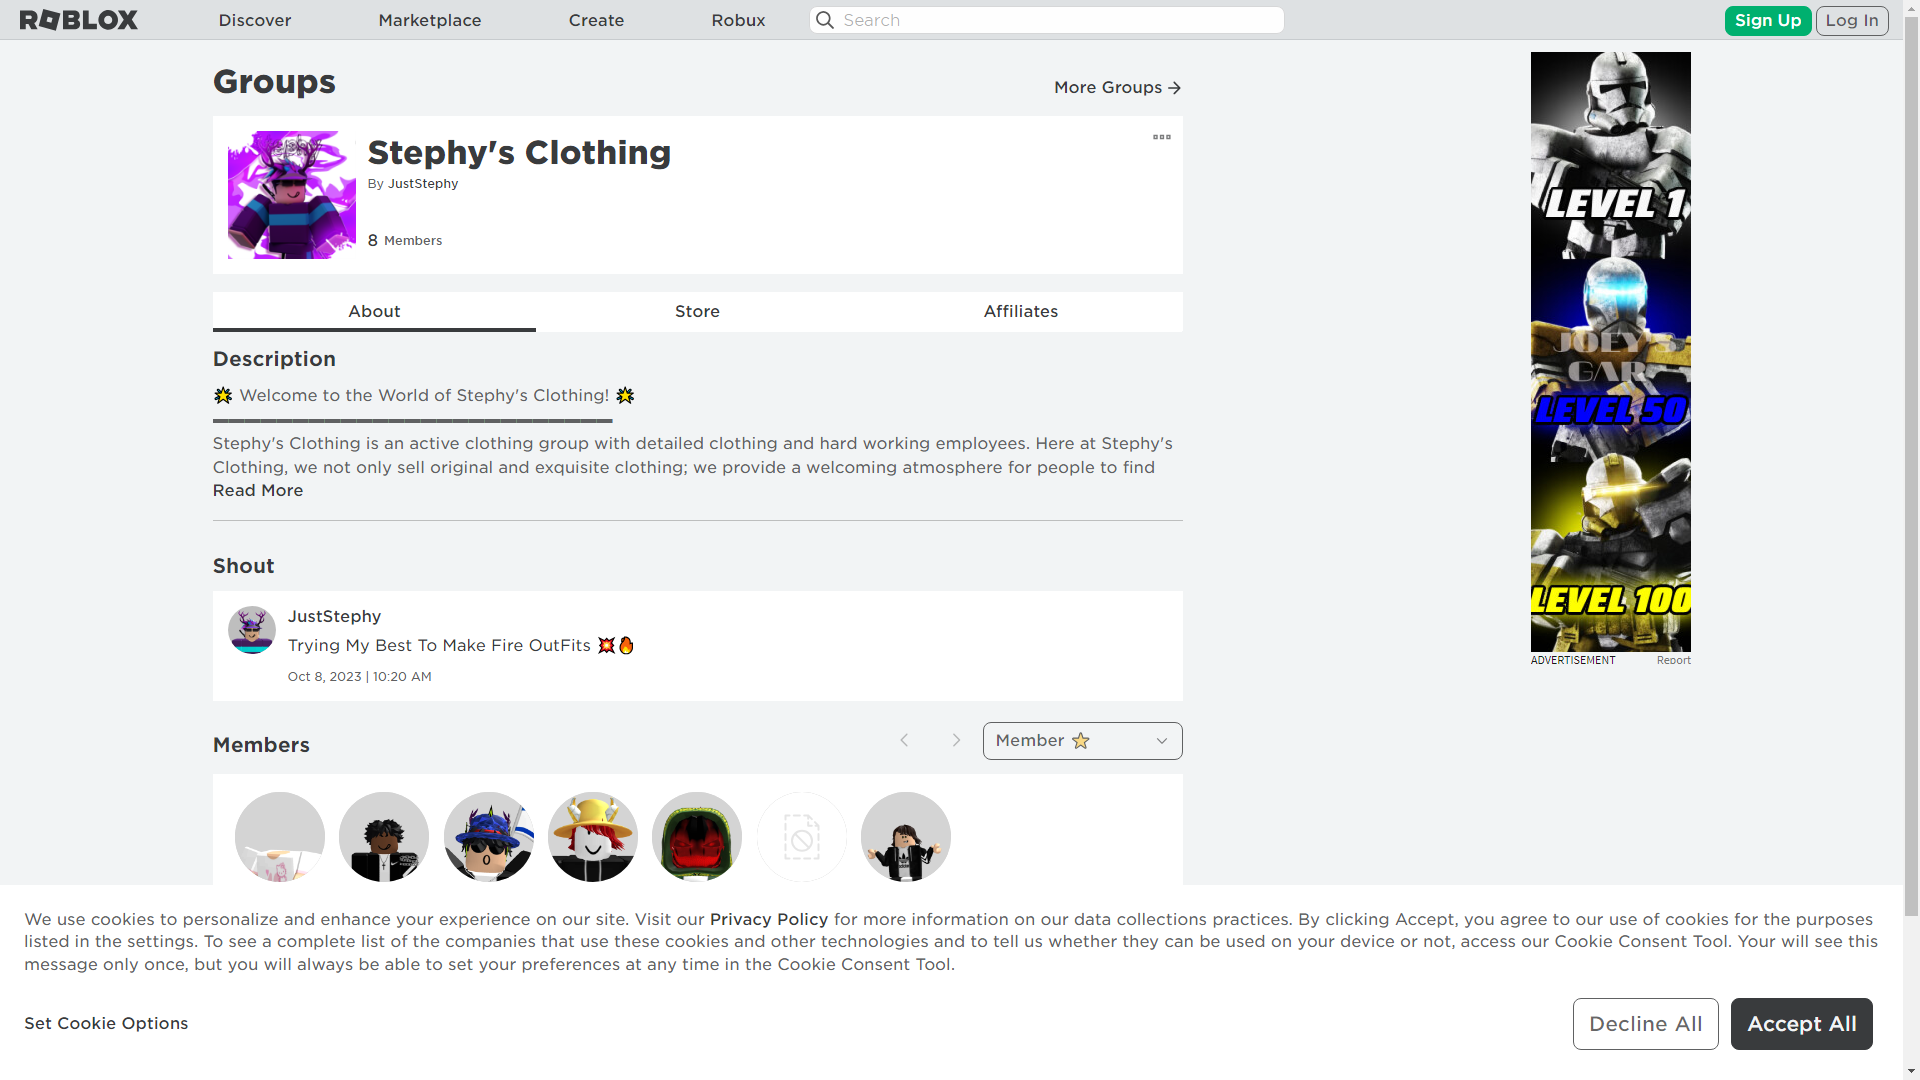 ROBLOX Discover Marketplace Create Robux Search Sign Up Log In
Groups
More Groups
Stephy's Clothing
By JustStephy
8 Members
About Store Affiliates
Description
🌟 Welcome to the World of Stephy's Clothing! 🌟
▬▬▬▬▬▬▬▬▬▬▬▬▬▬▬▬▬▬▬▬▬▬▬▬▬
Stephy's Clothing is an active clothing group with detailed clothing and hard working employees. Here at Stephy's
Clothing, we not only sell original and exquisite clothing; we provide a welcoming atmosphere for people to find
Read More
Shout
JustStephy
Trying My Best To Make Fire OutFits 💥🔥
Oct 8, 2023 | 10:20 AM
Members
Member ⭐
LEVEL 1
JOEY'S
GAR
LEVEL 50
LEVEL 100
ADVERTISEMENT Report
We use cookies to personalize and enhance your experience on our site. Visit our Privacy Policy for more information on our data collections practices. By clicking Accept, you agree to our use of cookies for the purposes
listed in the settings. To see a complete list of the companies that use these cookies and other technologies and to tell us whether they can be used on your device or not, access our Cookie Consent Tool. Your will see this
message only once, but you will always be able to set your preferences at any time in the Cookie Consent Tool.
Set Cookie Options
Decline All
Accept All